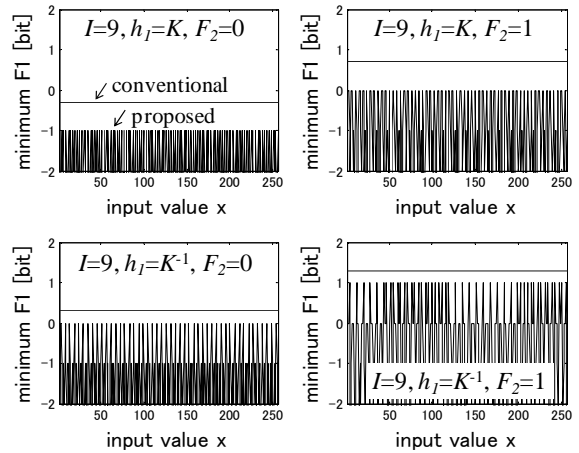 minimum F1 [bit]
2
1
0
-1
-2
I=9, h1=K, F2=0
conventional
proposed
50 100 150 200 250
input value x
minimum F1 [bit]
2
1
0
-1
-2
I=9, h1=K, F2=1
50 100 150 200 250
input value x
minimum F1 [bit]
2
1
0
-1
-2
I=9, h1=K-1, F2=0
50 100 150 200 250
input value x
minimum F1 [bit]
2
1
0
-1
2
I=9, h1=K-1, F2=1
50 100 150 200 250
input value x